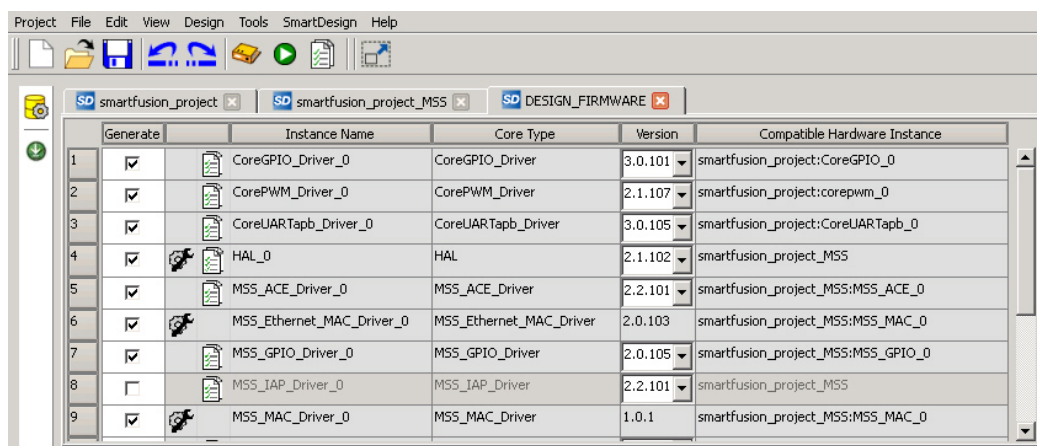 Project File Edit View Design Tools SmartDesign Help
SD smartfusion_project SD smartfusion_project_MSS SD DESIGN_FIRMWARE
Generate Instance Name Core Type Version Compatible Hardware Instance
1 CoreGPIO_Driver_0 CoreGPIO_Driver 3.0.101 smartfusion_project:CoreGPIO_0
2 CorePWM_Driver_0 CorePWM_Driver 2.1.107 smartfusion_project:corepwm_0
3 CoreUARTapb_Driver_0 CoreUARTapb_Driver 3.0.105 smartfusion_project:CoreUARTapb_0
4 HAL_0 HAL 2.1.102 smartfusion_project_MSS
5 MSS_ACE_Driver_0 MSS_ACE_Driver 2.2.101 smartfusion_project_MSS:MSS_ACE_0
6 MSS_Ethernet_MAC_Driver_0 MSS_Ethernet_MAC_Driver 2.0.103 smartfusion_project_MSS:MSS_MAC_0
7 MSS_GPIO_Driver_0 MSS_GPIO_Driver 2.0.105 smartfusion_project_MSS:MSS_GPIO_0
8 MSS_IAP_Driver_0 MSS_IAP_Driver 2.2.101 smartfusion_project_MSS
9 MSS_MAC_Driver_0 MSS_MAC_Driver 1.0.1 smartfusion_project_MSS:MSS_MAC_0